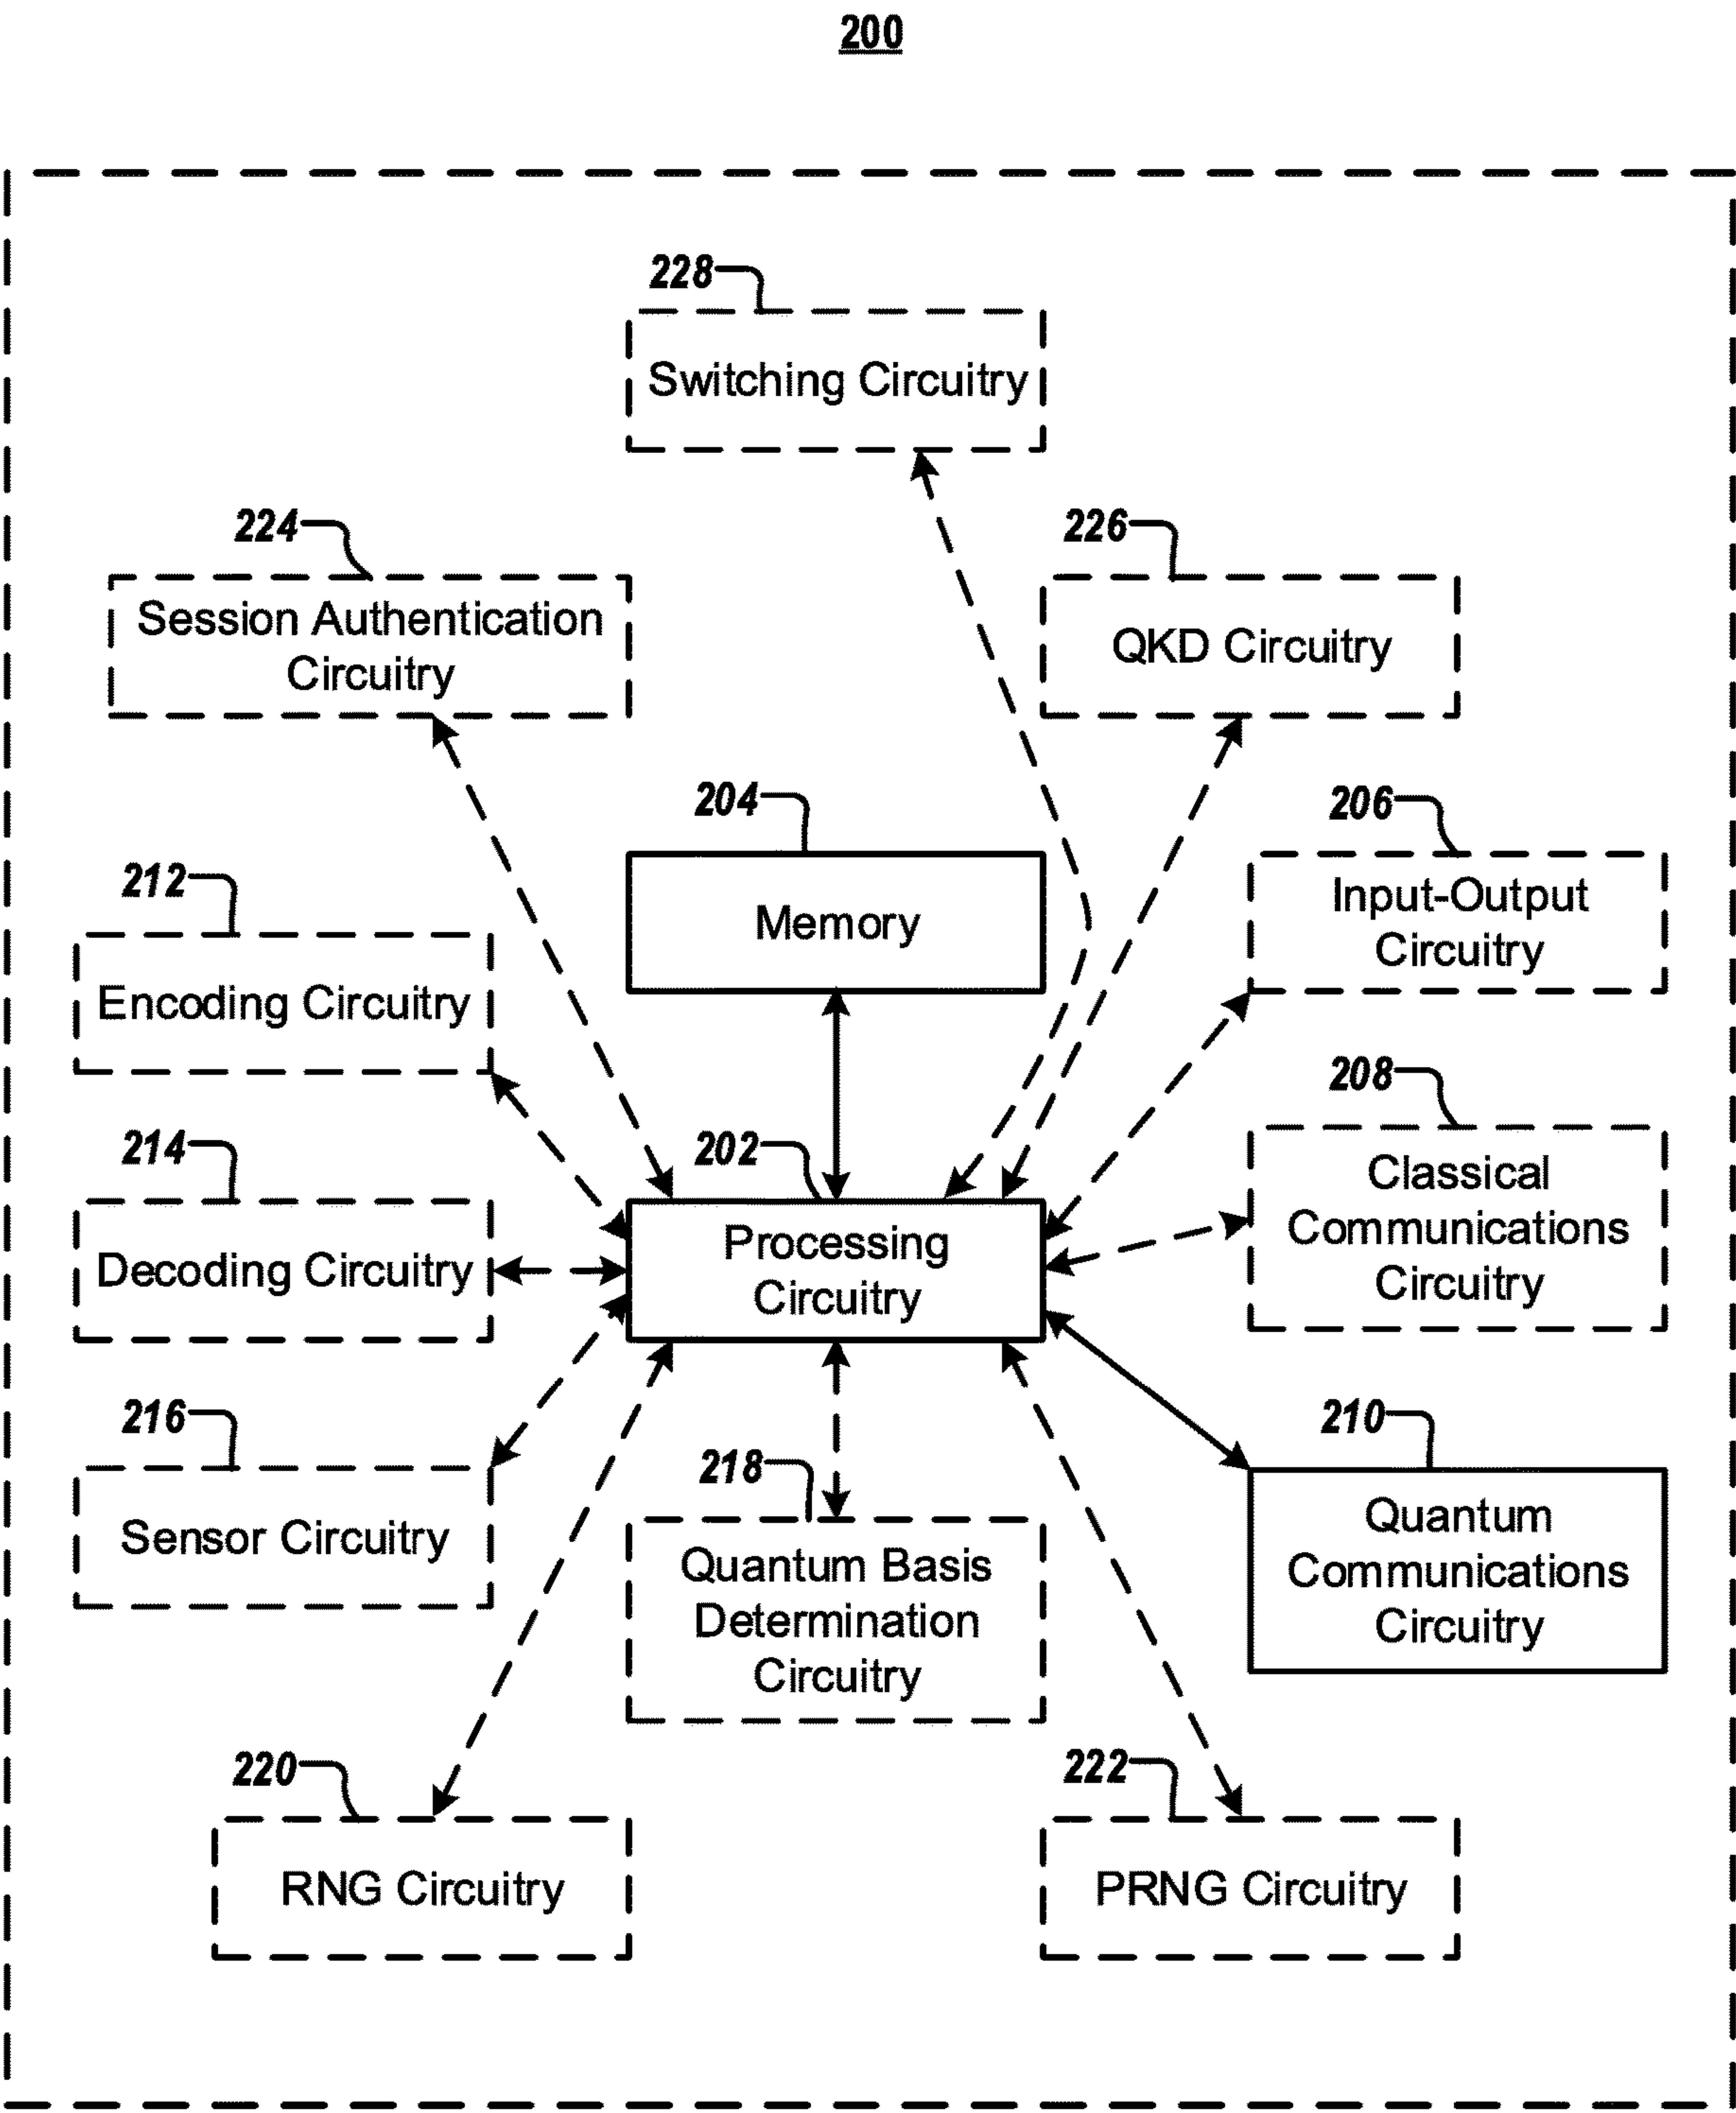 200
228
Switching Circuitry
224
Session Authentication
Circuitry
226
QKD Circuitry
204
Memory
206
Input-Output
Circuitry
212
Encoding Circuitry
208
Classical
Communications
Circuitry
214
Decoding Circuitry
202
Processing
Circuitry
210
Quantum
Communications
Circuitry
216
Sensor Circuitry
218
Quantum Basis
Determination
Circuitry
220
RNG Circuitry
222
PRNG Circuitry